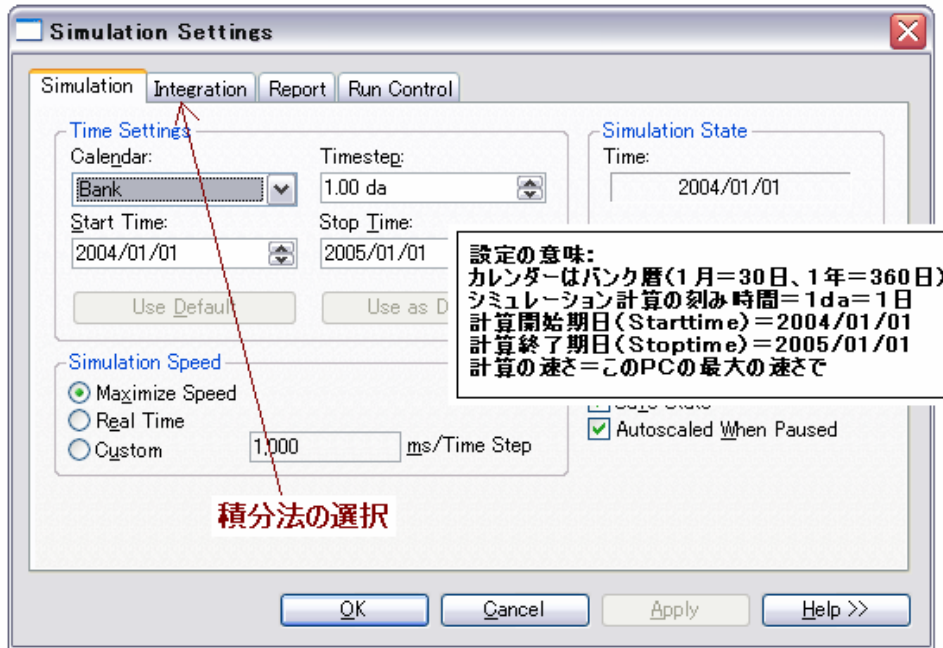 Simulation Settings
Simulation Integration Report Run Control
Time Settings
Calendar: Timestep:
Bank 1.00 da
Start Time: Stop Time:
2004/01/01 2005/01/01
Use Default Use as D
Simulation State
Time:
2004/01/01
設定の意味:
カレンダーはバンク暦(1月=30日、1年=360日)
シミュレーション計算の刻み時間=1da=1日
計算開始期日(Starttime)=2004/01/01
計算終了期日(Stoptime)=2005/01/01
計算の速さ=このPCの最大の速さで
Simulation Speed
Maximize Speed
Real Time
Custom 1,000 ms/Time Step
Autoscaled When Paused
積分法の選択
OK Cancel Apply Help >>